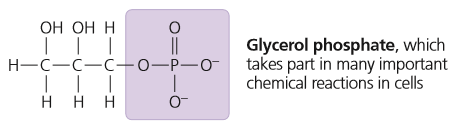 OH OH H O
H—C—C—C—O—P—O⁻
H H H O⁻
Glycerol phosphate, which
takes part in many important
chemical reactions in cells